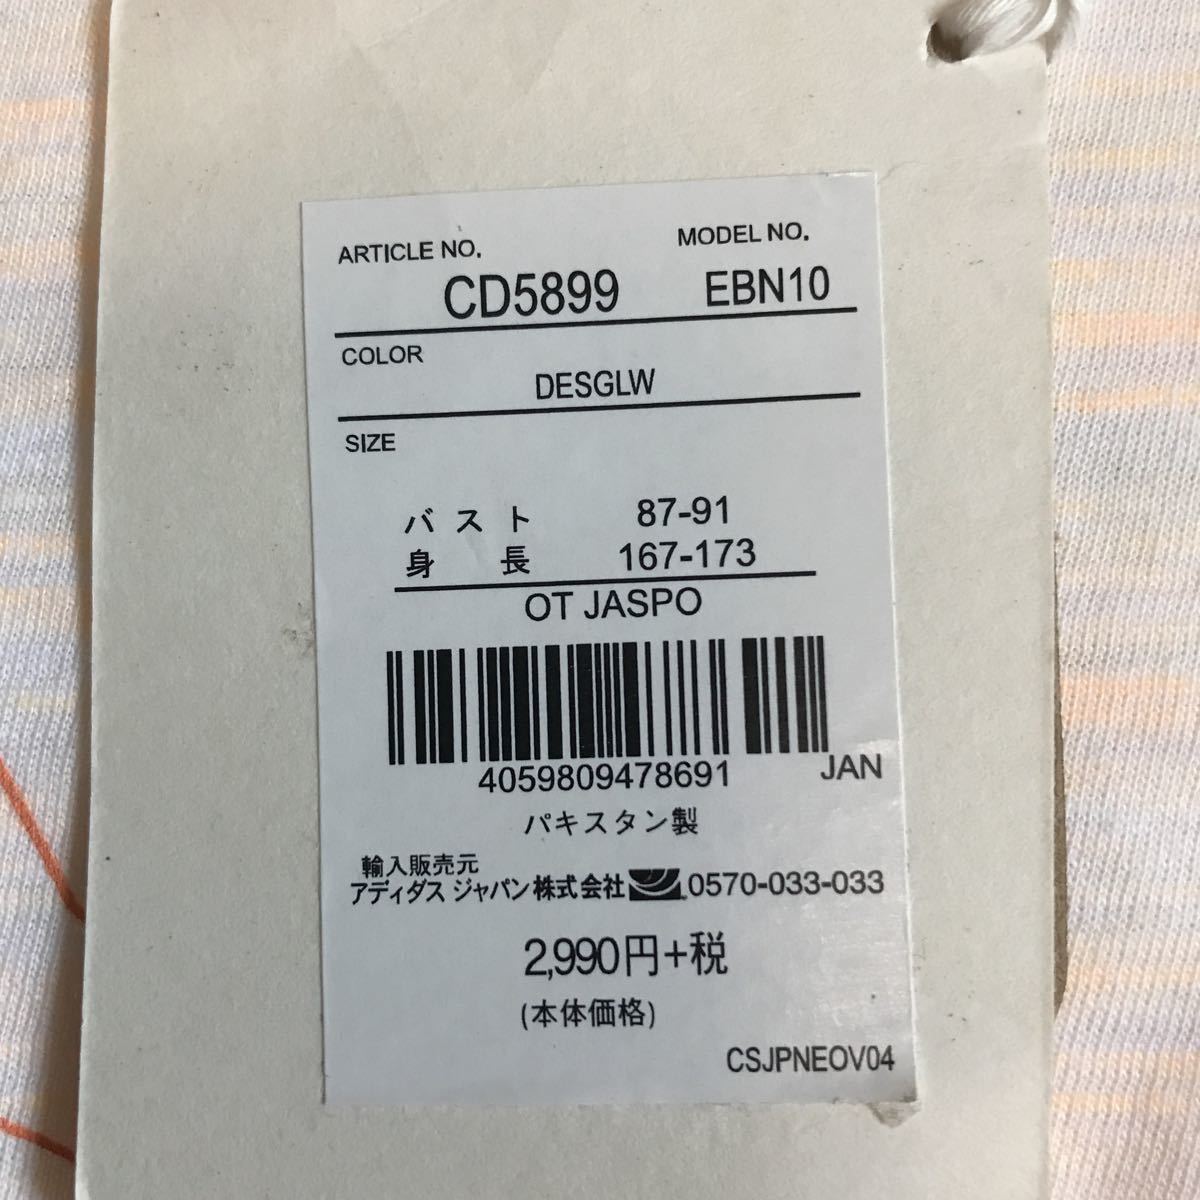 ARTICLE NO. MODEL NO.
CD5899 EBN10
COLOR
DESGLW
SIZE
バスト 87-91
身長 167-173
OT JASPO
4059809478691 JAN
パキスタン製
輸入販売元
アディダス ジャパン株式会社 0570-033-033
2,990円+税
(本体価格)
CSJPNEOV04